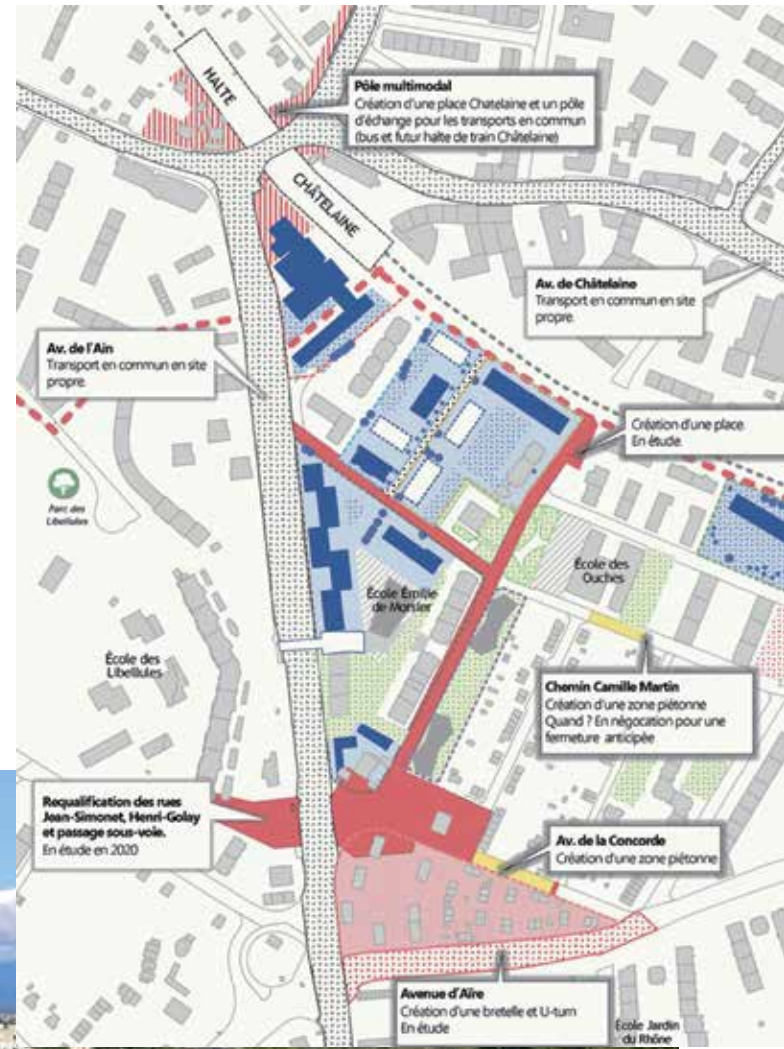 HALTE
Pôle multimodal
Création d'une place Chatelaine et un pôle
d'échange pour les transports en commun
(bus et futur halte de train Châtelaine)
CHÂTELAINE
Av. de Châtelaine
Transport en commun en site
propre.
Av. de l'Ain
Transport en commun en site
propre.
Création d'une place.
En étude.
Parc des
Libellules
École des
Ouches
École Émilie
de Morsier
École des
Libellules
Chemin Camille Martin
Création d'une zone piétonne
Quand ? En négociation pour une
fermeture anticipée
Requalification des rues
Jean-Simonet, Henri-Golay
et passage sous-voie.
En étude en 2020
Av. de la Concorde
Création d'une zone piétonne
Avenue d'Aïre
Création d'une bretelle et U-turn
En étude
École Jardin
du Rhône